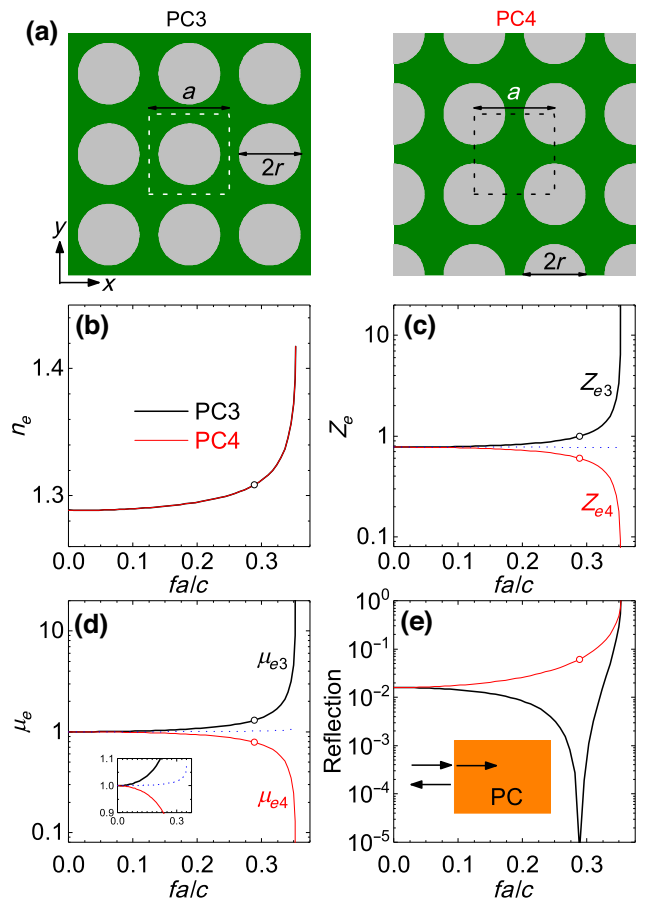 PC3 PC4
(a)
a a
2r
y
x
2r
(b) (c)
1.4
1.3
n_e
PC3
PC4
0.0 0.1 0.2 0.3
fa/c
10
1
0.1
Z_e
Z_e3
Z_e4
0.0 0.1 0.2 0.3
fa/c
(d) (e)
10
1
0.1
μ_e
μ_e3
μ_e4
1.1
1.0
0.9
0.0 0.3
0.0 0.1 0.2 0.3
fa/c
10^0
10^-1
10^-2
10^-3
10^-4
10^-5
Reflection
PC
0.0 0.1 0.2 0.3
fa/c